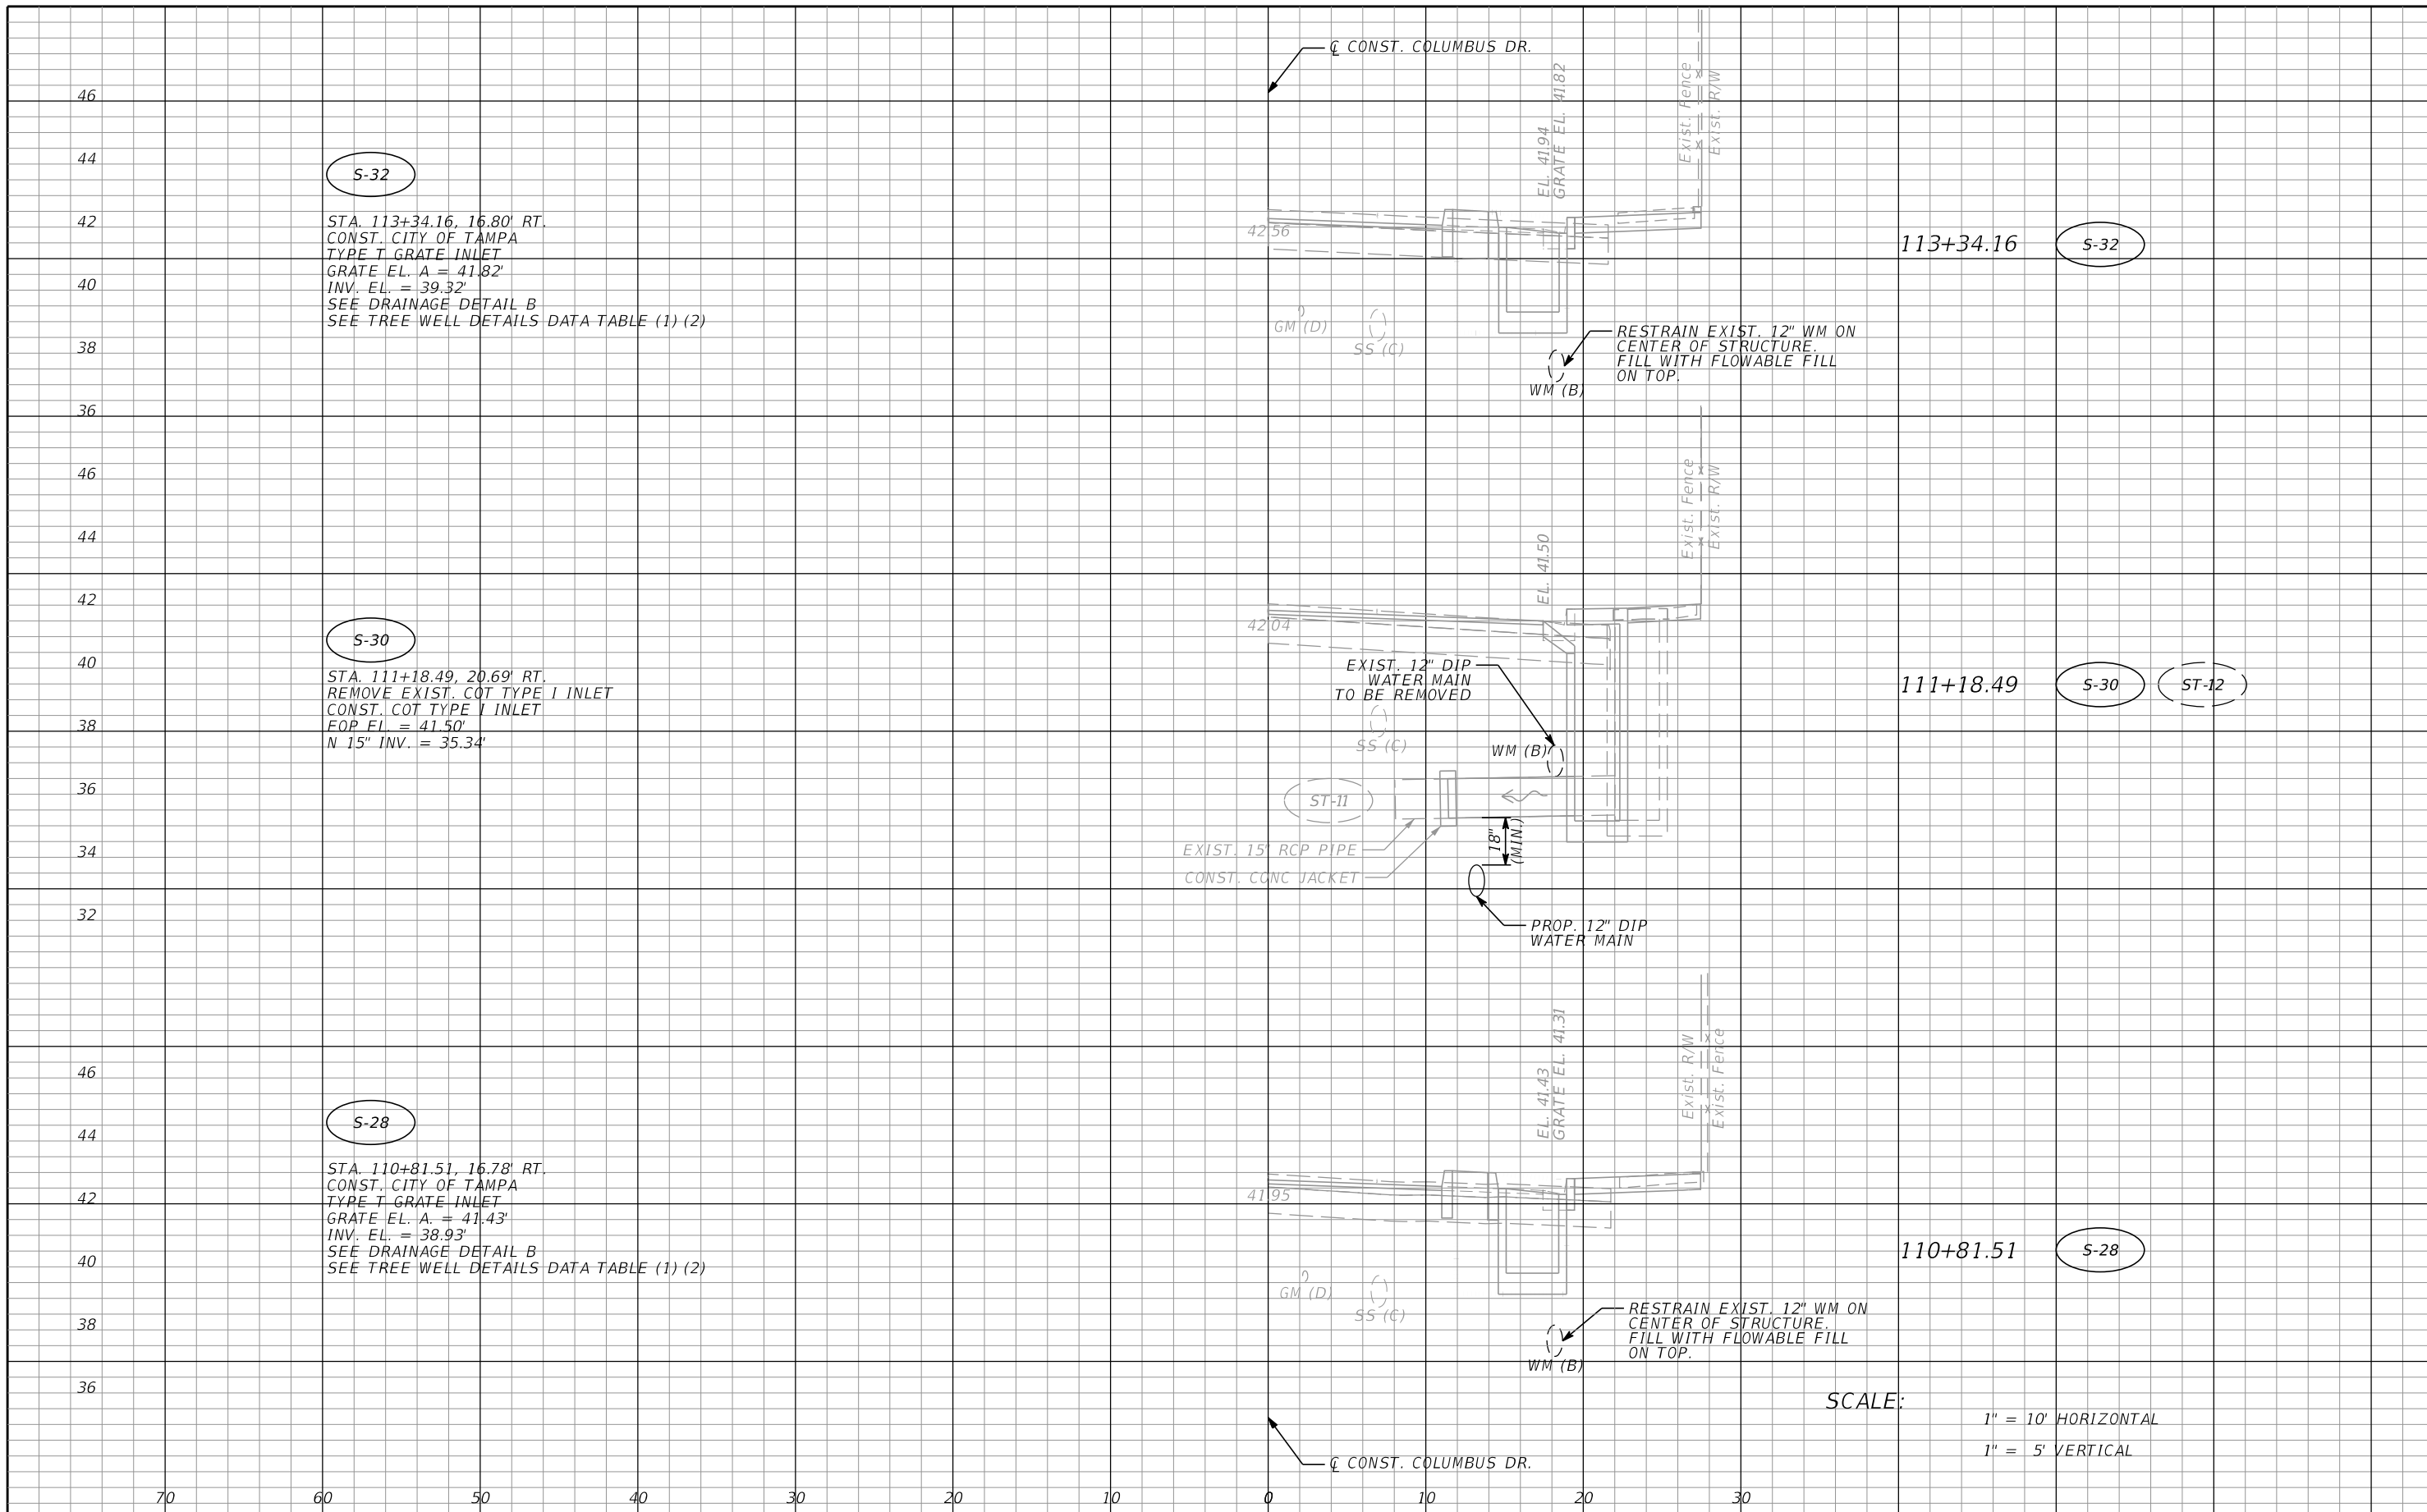 ℄ CONST. COLUMBUS DR.
46
44
42
40
38
36
S-32
STA. 113+34.16, 16.80' RT.
CONST. CITY OF TAMPA
TYPE T GRATE INLET
GRATE EL. A = 41.82'
INV. EL. = 39.32'
SEE DRAINAGE DETAIL B
SEE TREE WELL DETAILS DATA TABLE (1) (2)
42.56
EL. 41.94
GRATE EL. 41.82
Exist. Fence
Exist. R/W
GM (D)
SS (C)
WM (B)
RESTRAIN EXIST. 12" WM ON
CENTER OF STRUCTURE.
FILL WITH FLOWABLE FILL
ON TOP.
113+34.16
S-32
46
44
42
40
38
36
34
32
S-30
STA. 111+18.49, 20.69' RT.
REMOVE EXIST. COT TYPE I INLET
CONST. COT TYPE I INLET
EOP EL. = 41.50'
N 15" INV. = 35.34'
42.04
EL. 41.50
Exist. Fence
Exist. R/W
EXIST. 12" DIP
WATER MAIN
TO BE REMOVED
SS (C)
WM (B)
ST-11
EXIST. 15" RCP PIPE
CONST. CONC JACKET
18"
(MIN.)
PROP. 12" DIP
WATER MAIN
111+18.49
S-30
ST-12
46
44
42
40
38
36
S-28
STA. 110+81.51, 16.78' RT.
CONST. CITY OF TAMPA
TYPE T GRATE INLET
GRATE EL. A. = 41.43'
INV. EL. = 38.93'
SEE DRAINAGE DETAIL B
SEE TREE WELL DETAILS DATA TABLE (1) (2)
41.95
EL. 41.43
GRATE EL. 41.31
Exist. R/W
Exist. Fence
GM (D)
SS (C)
WM (B)
RESTRAIN EXIST. 12" WM ON
CENTER OF STRUCTURE.
FILL WITH FLOWABLE FILL
ON TOP.
110+81.51
S-28
℄ CONST. COLUMBUS DR.
SCALE:
1" = 10' HORIZONTAL
1" = 5' VERTICAL
70 60 50 40 30 20 10 0 10 20 30